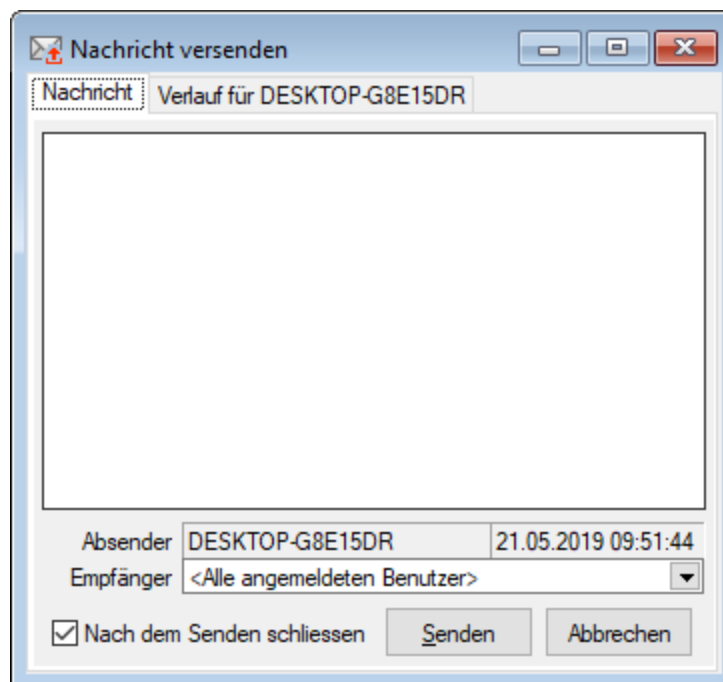 Nachricht versenden
Nachricht Verlauf für DESKTOP-G8E15DR
Absender DESKTOP-G8E15DR 21.05.2019 09:51:44
Empfänger <Alle angemeldeten Benutzer>
Nach dem Senden schliessen Senden Abbrechen